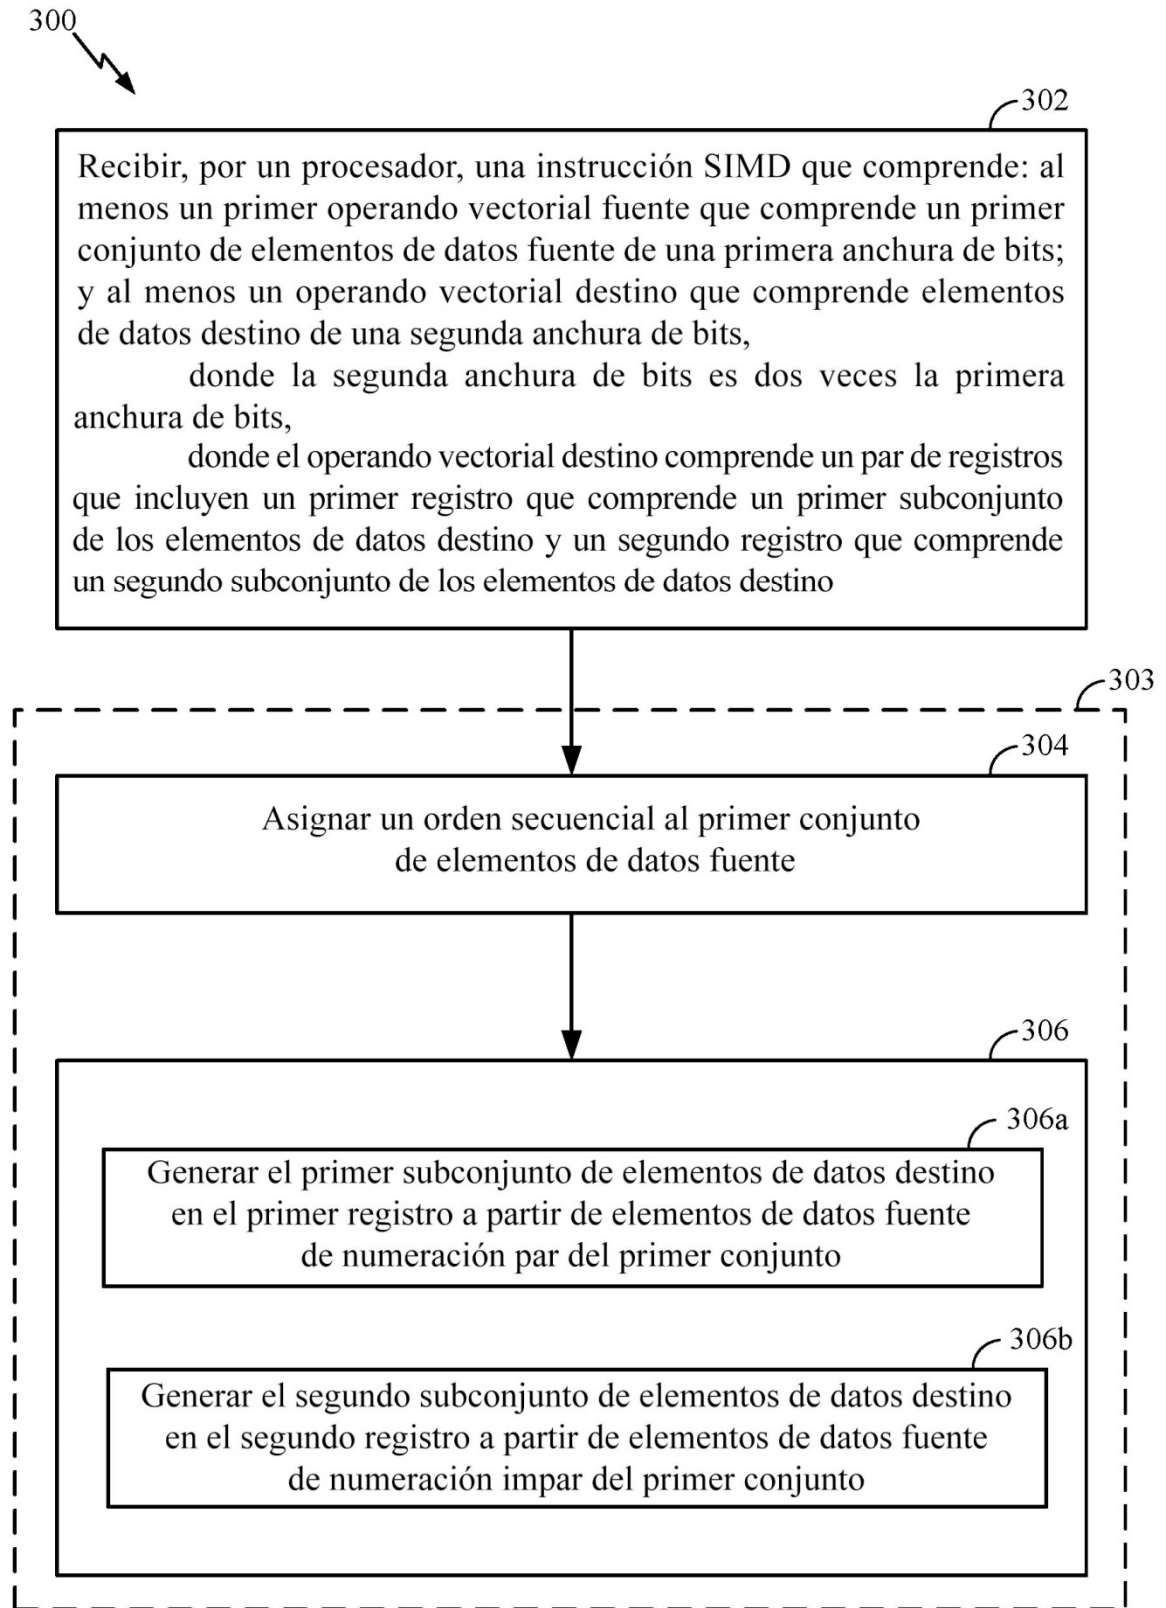 300
302
Recibir, por un procesador, una instrucción SIMD que comprende: al
menos un primer operando vectorial fuente que comprende un primer
conjunto de elementos de datos fuente de una primera anchura de bits;
y al menos un operando vectorial destino que comprende elementos
de datos destino de una segunda anchura de bits,
donde la segunda anchura de bits es dos veces la primera
anchura de bits,
donde el operando vectorial destino comprende un par de registros
que incluyen un primer registro que comprende un primer subconjunto
de los elementos de datos destino y un segundo registro que comprende
un segundo subconjunto de los elementos de datos destino
303
304
Asignar un orden secuencial al primer conjunto
de elementos de datos fuente
306
306a
Generar el primer subconjunto de elementos de datos destino
en el primer registro a partir de elementos de datos fuente
de numeración par del primer conjunto
306b
Generar el segundo subconjunto de elementos de datos destino
en el segundo registro a partir de elementos de datos fuente
de numeración impar del primer conjunto